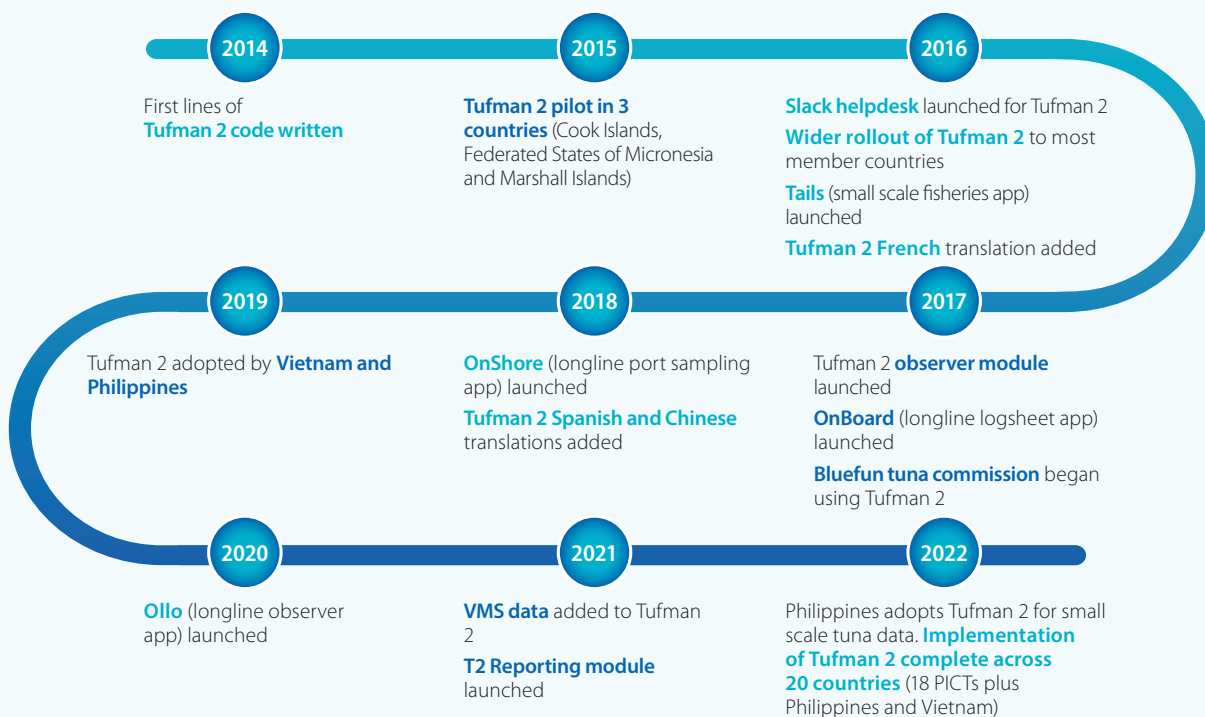 2014
First lines of
Tufman 2 code written
2015
Tufman 2 pilot in 3
countries (Cook Islands,
Federated States of Micronesia
and Marshall Islands)
2016
Slack helpdesk launched for Tufman 2
Wider rollout of Tufman 2 to most
member countries
Tails (small scale fisheries app)
launched
Tufman 2 French translation added
2017
Tufman 2 observer module
launched
OnBoard (longline logsheet app)
launched
Bluefun tuna commission began
using Tufman 2
2018
OnShore (longline port sampling
app) launched
Tufman 2 Spanish and Chinese
translations added
2019
Tufman 2 adopted by Vietnam and
Philippines
2020
Ollo (longline observer
app) launched
2021
VMS data added to Tufman
2
T2 Reporting module
launched
2022
Philippines adopts Tufman 2 for small
scale tuna data. Implementation
of Tufman 2 complete across
20 countries (18 PICTs plus
Philippines and Vietnam)